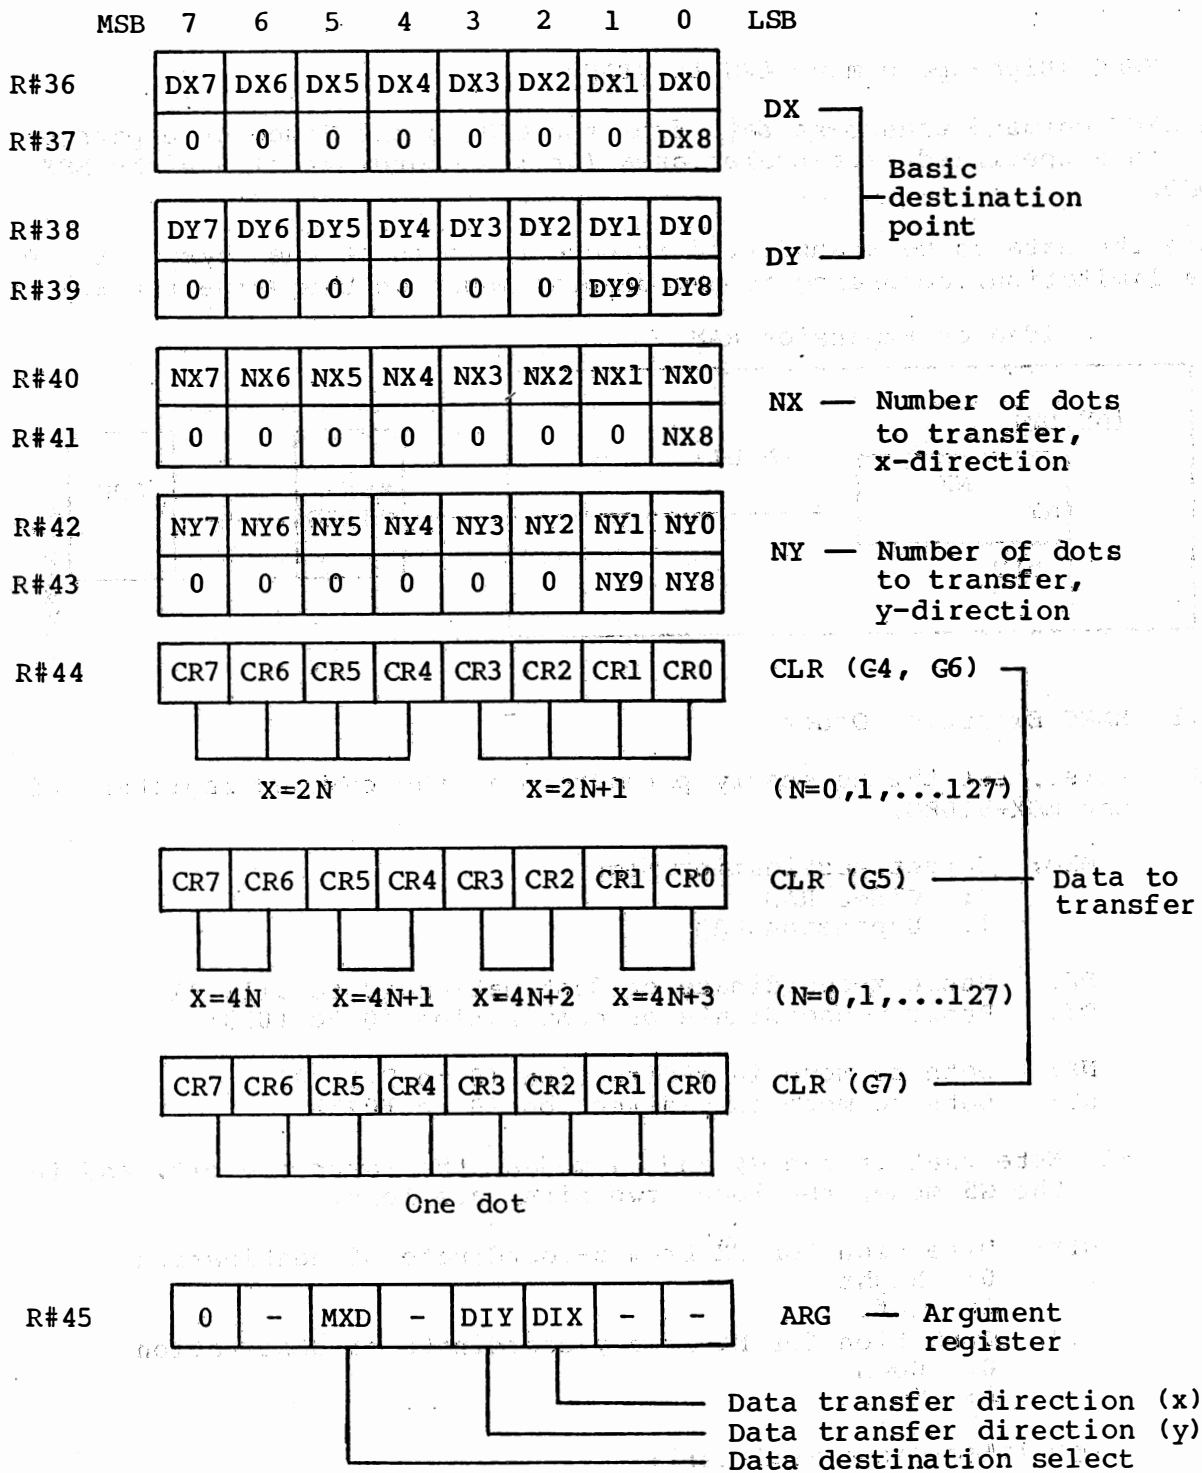 MSB 7 6 5 4 3 2 1 0 LSB
R#36 DX7 DX6 DX5 DX4 DX3 DX2 DX1 DX0
DX
R#37 0 0 0 0 0 0 0 DX8
Basic
destination
point
R#38 DY7 DY6 DY5 DY4 DY3 DY2 DY1 DY0
DY
R#39 0 0 0 0 0 0 DY9 DY8
R#40 NX7 NX6 NX5 NX4 NX3 NX2 NX1 NX0
NX — Number of dots
R#41 0 0 0 0 0 0 0 NX8
to transfer,
x-direction
R#42 NY7 NY6 NY5 NY4 NY3 NY2 NY1 NY0
NY — Number of dots
R#43 0 0 0 0 0 0 NY9 NY8
to transfer,
y-direction
R#44 CR7 CR6 CR5 CR4 CR3 CR2 CR1 CR0 CLR (G4, G6)
X=2N X=2N+1 (N=0,1,...127)
CR7 CR6 CR5 CR4 CR3 CR2 CR1 CR0 CLR (G5) Data to
transfer
X=4N X=4N+1 X=4N+2 X=4N+3 (N=0,1,...127)
CR7 CR6 CR5 CR4 CR3 CR2 CR1 CR0 CLR (G7)
One dot
R#45 0 - MXD - DIY DIX - - ARG — Argument
register
Data transfer direction (x)
Data transfer direction (y)
Data destination select